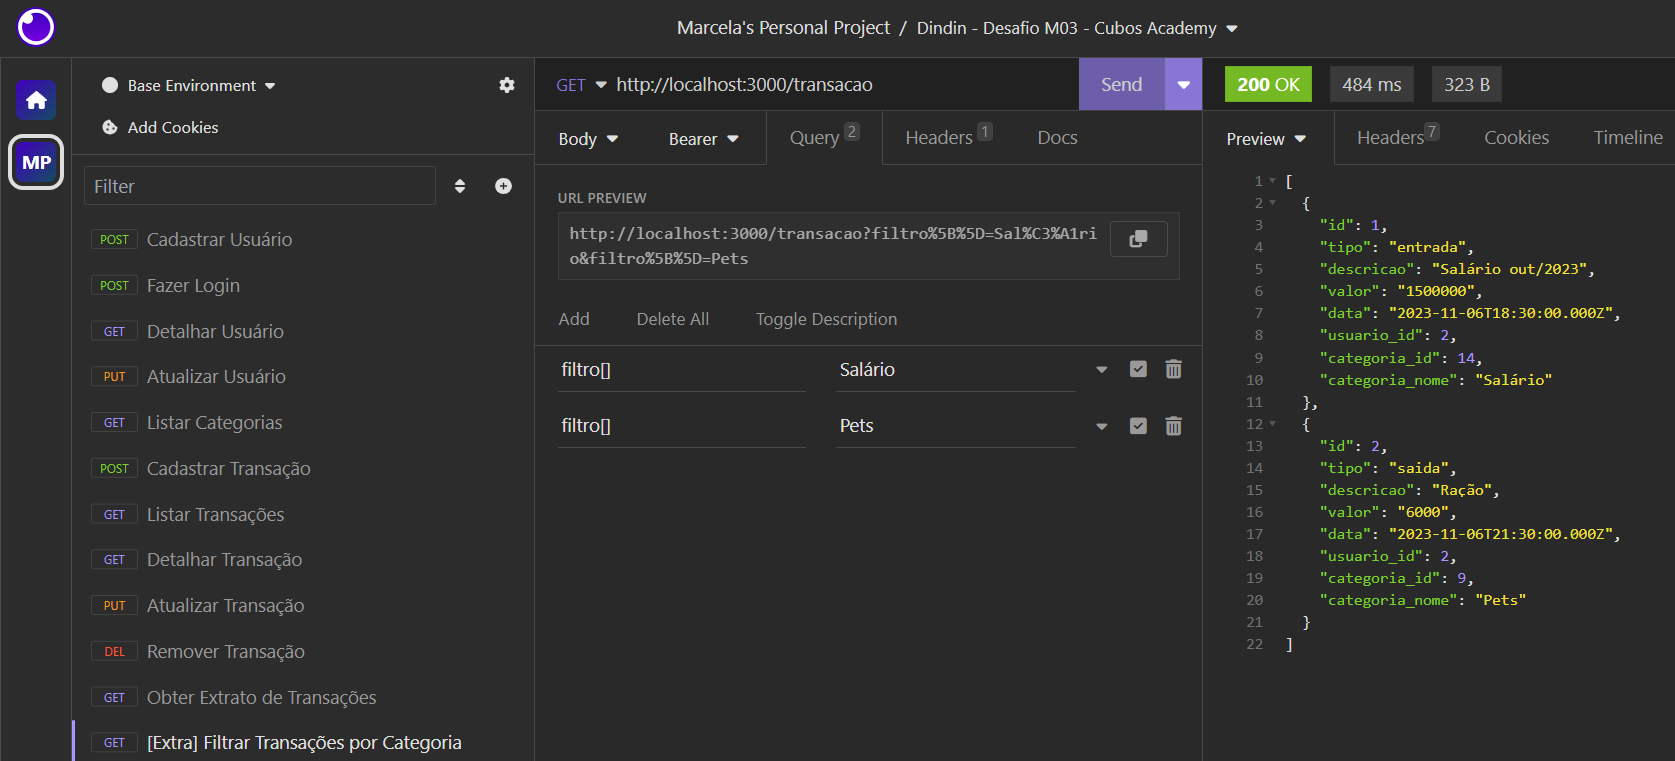 Marcela's Personal Project / Dindin - Desafio M03 - Cubos Academy
MP
Base Environment
Add Cookies
Filter
POST Cadastrar Usuário
POST Fazer Login
GET Detalhar Usuário
PUT Atualizar Usuário
GET Listar Categorias
POST Cadastrar Transação
GET Listar Transações
GET Detalhar Transação
PUT Atualizar Transação
DEL Remover Transação
GET Obter Extrato de Transações
GET [Extra] Filtrar Transações por Categoria
GET http://localhost:3000/transacao Send
Body Bearer Query 2 Headers 1 Docs
URL PREVIEW
http://localhost:3000/transacao?filtro%5B%5D=Sal%C3%A1ri
o&filtro%5B%5D=Pets
Add Delete All Toggle Description
filtro[] Salário
filtro[] Pets
200 OK 484 ms 323 B
Preview Headers 7 Cookies Timeline
1 [
2 {
3 "id": 1,
4 "tipo": "entrada",
5 "descricao": "Salário out/2023",
6 "valor": "1500000",
7 "data": "2023-11-06T18:30:00.000Z",
8 "usuario_id": 2,
9 "categoria_id": 14,
10 "categoria_nome": "Salário"
11 },
12 {
13 "id": 2,
14 "tipo": "saida",
15 "descricao": "Ração",
16 "valor": "6000",
17 "data": "2023-11-06T21:30:00.000Z",
18 "usuario_id": 2,
19 "categoria_id": 9,
20 "categoria_nome": "Pets"
21 }
22 ]